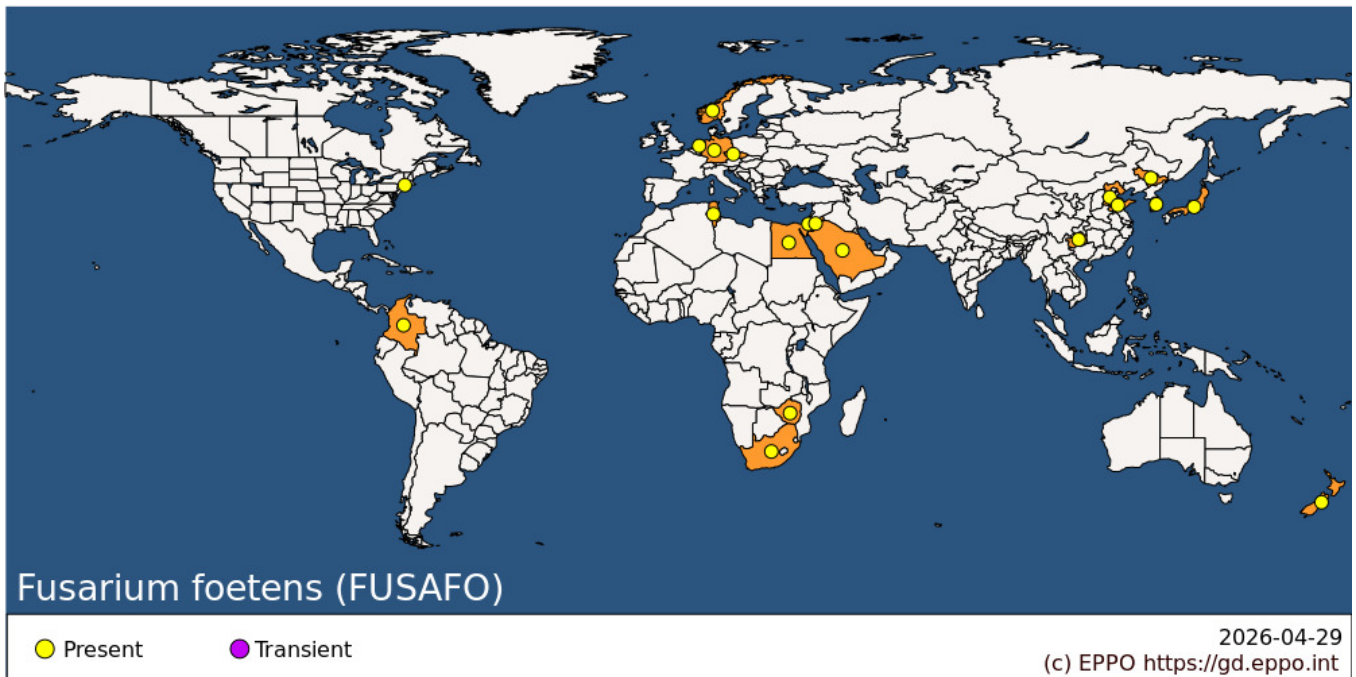 Fusarium foetens (FUSAFO)
Present
Transient
2026-04-29
(c) EPPO https://gd.eppo.int